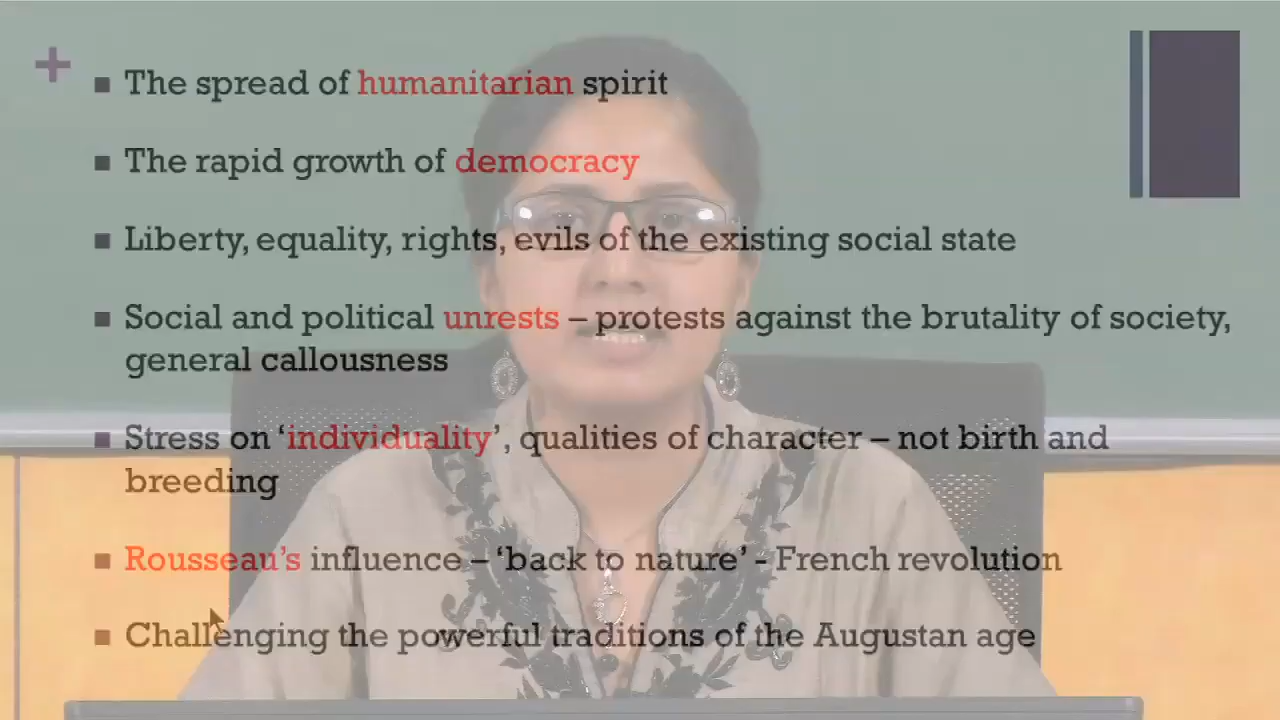 The spread of humanitarian spirit
The rapid growth of democracy
Liberty, equality, rights, evils of the existing social state
Social and political unrests – protests against the brutality of society,
general callousness
Stress on ‘individuality’, qualities of character – not birth and
breeding
Rousseau’s influence – ‘back to nature’ - French revolution
Challenging the powerful traditions of the Augustan age